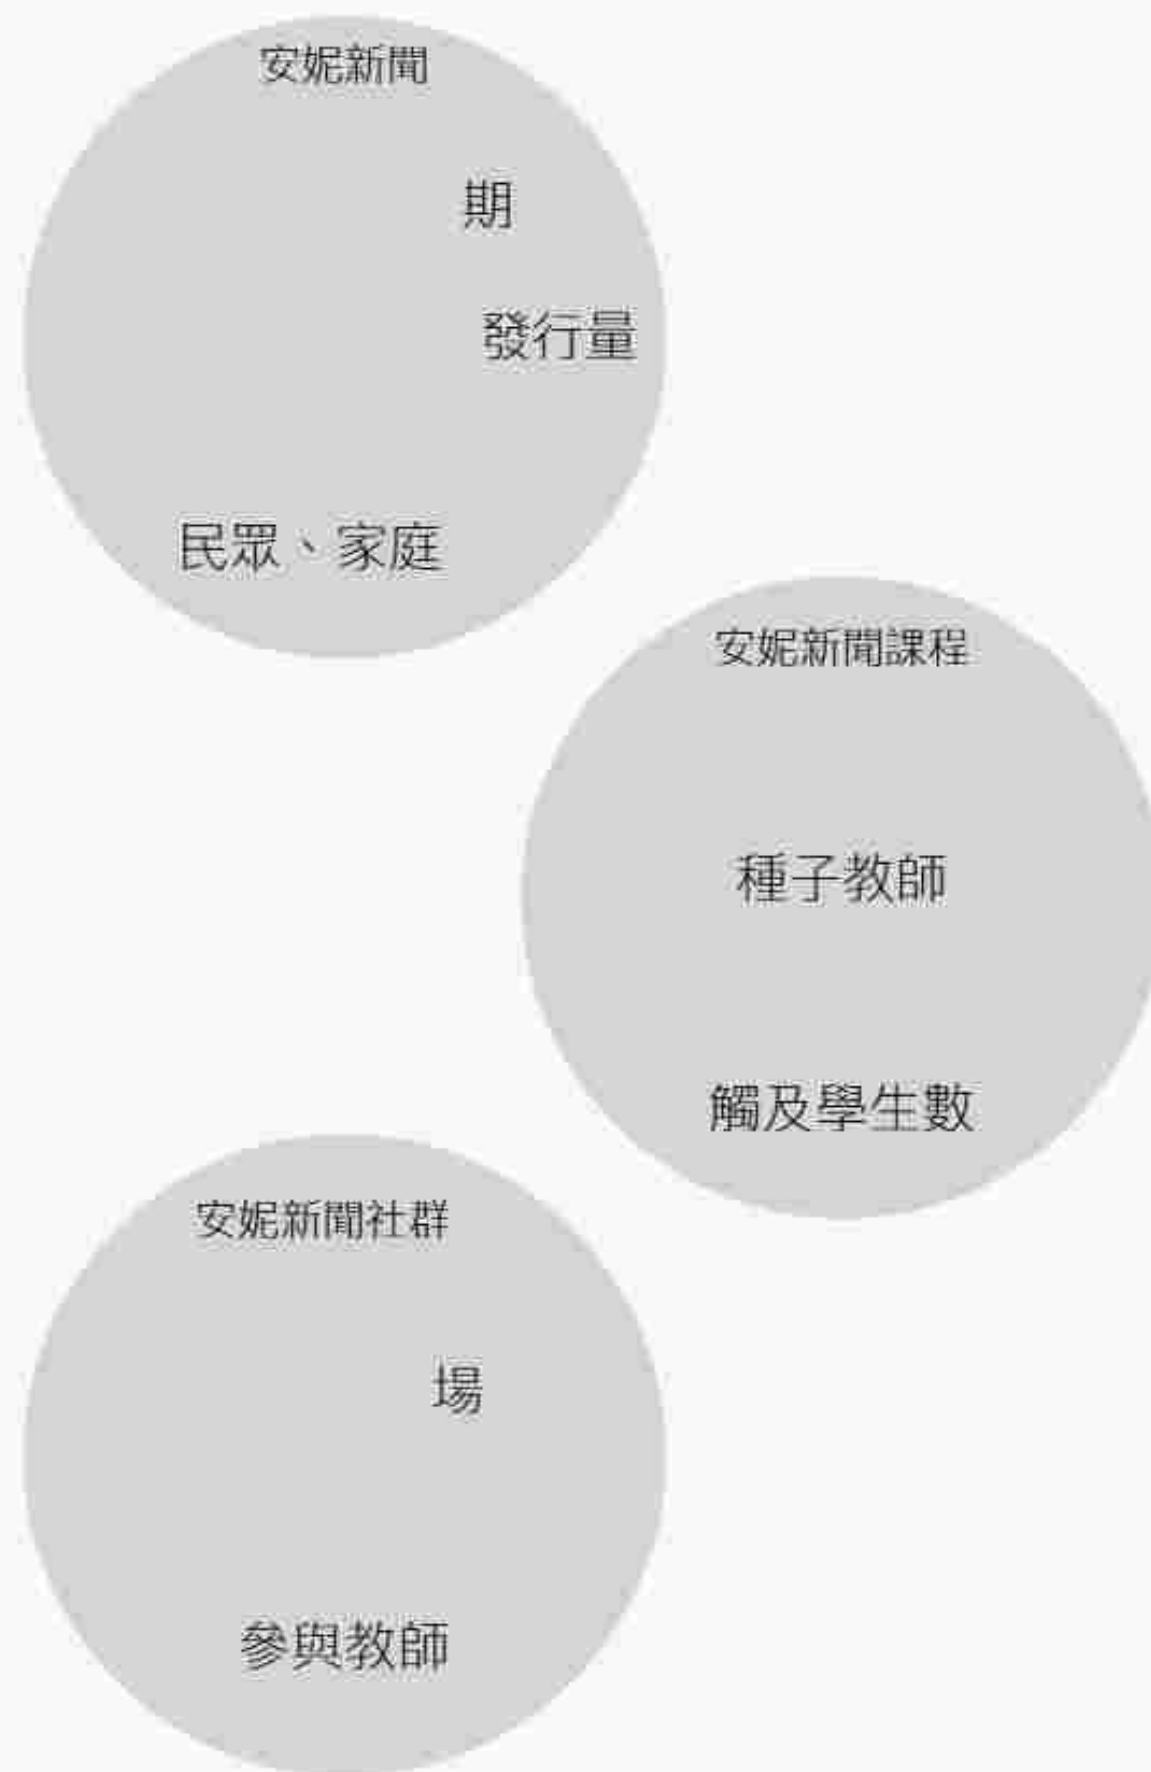 安妮新聞
期
發行量
民眾、家庭
安妮新聞課程
種子教師
觸及學生數
安妮新聞社群
場
參與教師